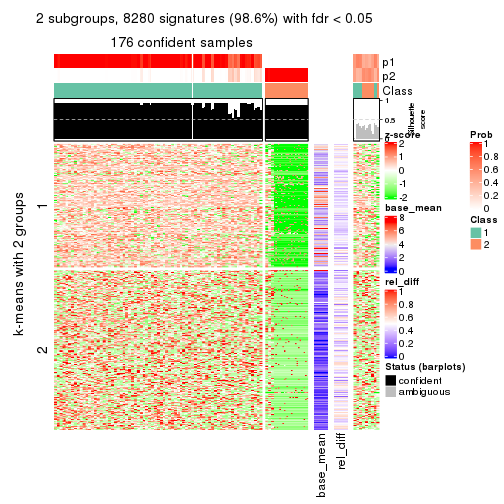 2 subgroups, 8280 signatures (98.6%) with fdr < 0.05
176 confident samples
p1
p2
Class
1
0.5
0
Silhouette
score
k-means with 2 groups
1
2
base_mean
rel_diff
z-score
2
1
0
-1
-2
base_mean
8
6
4
2
0
rel_diff
1
0.8
0.6
0.4
0.2
0
Status (barplots)
confident
ambiguous
Prob
1
0.8
0.6
0.4
0.2
0
Class
1
2